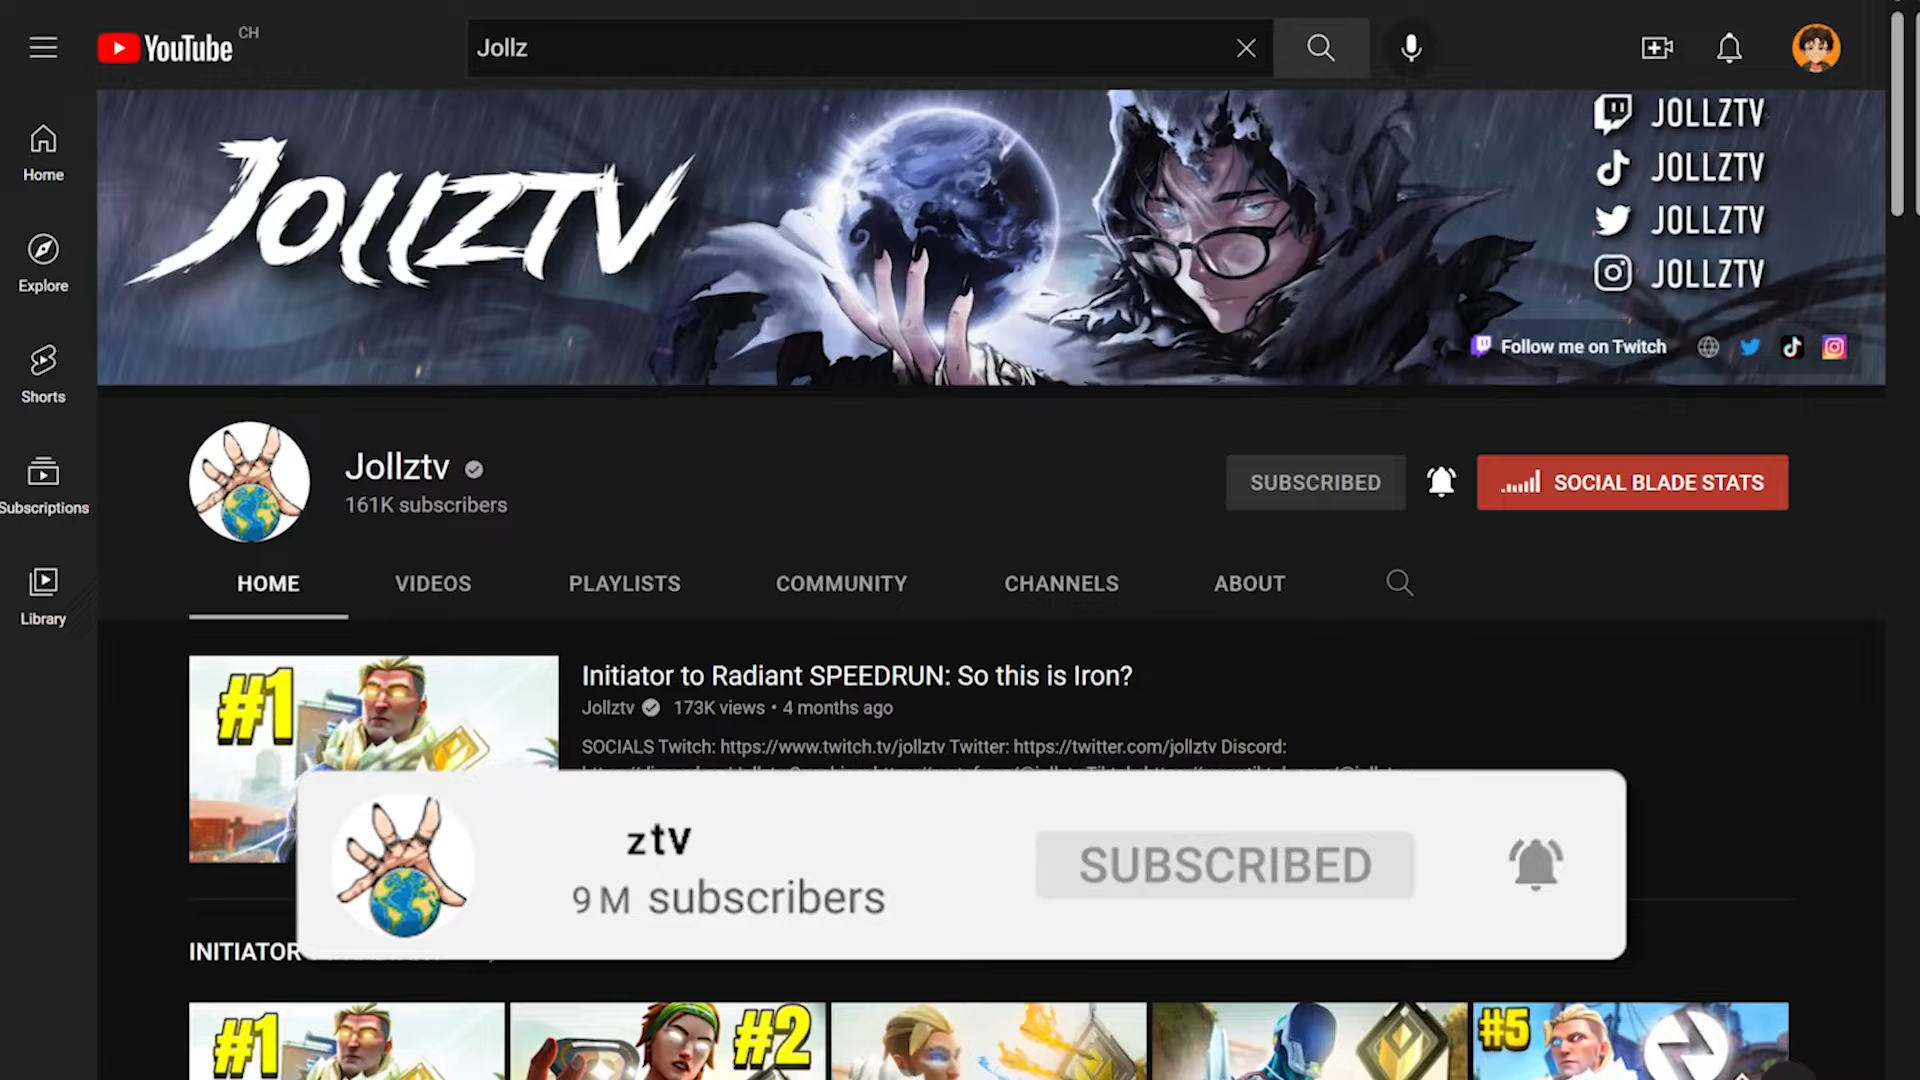 YouTube CH
Jollz
JOLLZTV
JOLLZTV
JOLLZTV
JOLLZTV
JOLLZTV
Follow me on Twitch
Home
Explore
Shorts
Subscriptions
Library
Jollztv
161K subscribers
SUBSCRIBED
SOCIAL BLADE STATS
HOME VIDEOS PLAYLISTS COMMUNITY CHANNELS ABOUT
#1
Initiator to Radiant SPEEDRUN: So this is Iron?
Jollztv 173K views • 4 months ago
SOCIALS Twitch: https://www.twitch.tv/jollztv Twitter: https://twitter.com/jollztv Discord:
ztv
9 M subscribers
SUBSCRIBED
INITIATOR
#1
#2
#5